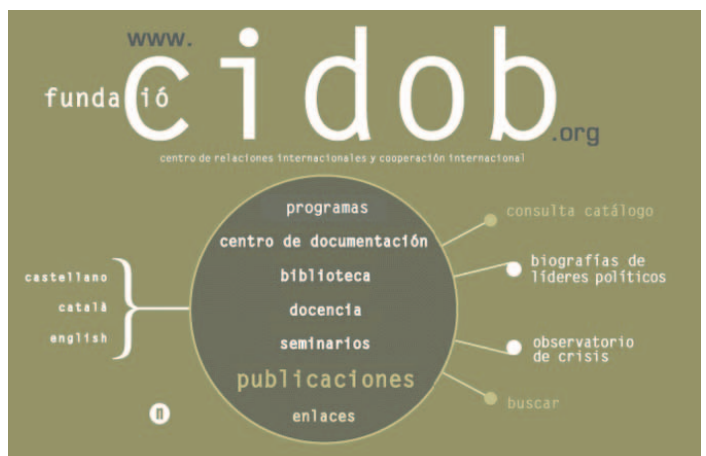 www.
fundació
cidob
.org
centro de relaciones internacionales y cooperación internacional
programas
centro de documentación
biblioteca
docencia
seminarios
publicaciones
enlaces
castellano
català
english
consulta catálogo
biografías de
líderes políticos
observatorio
de crisis
buscar